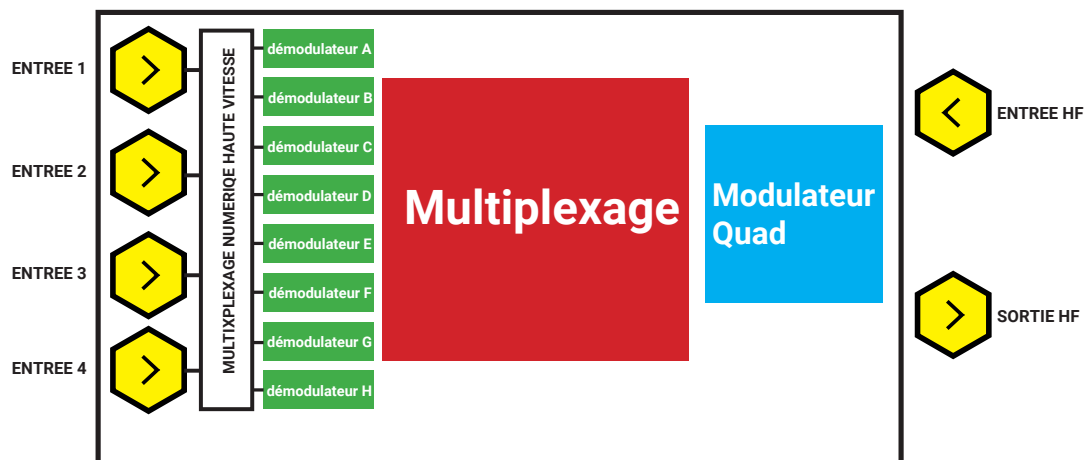 ENTREE 1
ENTREE 2
ENTREE 3
ENTREE 4
MULTIXPLEXAGE NUMERIQE HAUTE VITESSE
démodulateur A
démodulateur B
démodulateur C
démodulateur D
démodulateur E
démodulateur F
démodulateur G
démodulateur H
Multiplexage
Modulateur
Quad
ENTREE HF
SORTIE HF